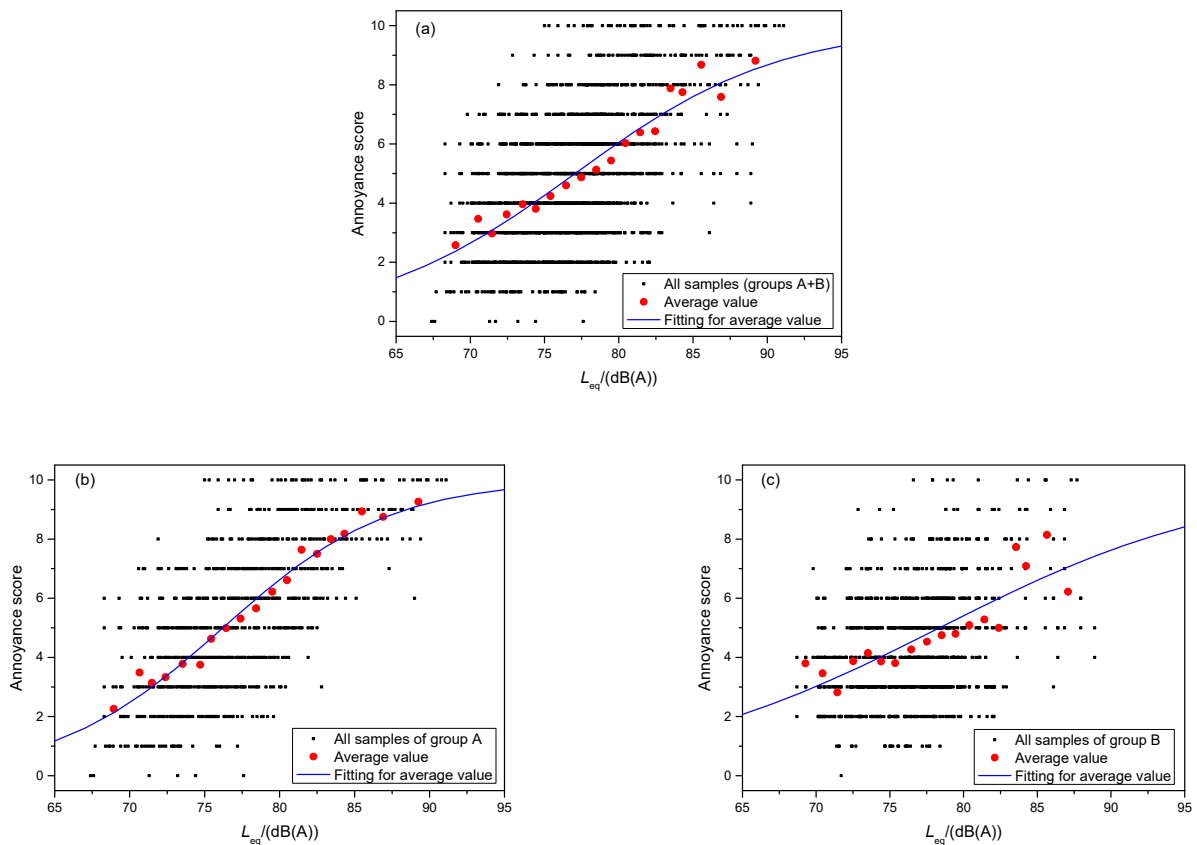 (a)
10
8
6
4
2
0
Annoyance score
All samples (groups A+B)
Average value
Fitting for average value
65 70 75 80 85 90 95
Leq/(dB(A))
(b)
10
8
6
4
2
0
Annoyance score
All samples of group A
Average value
Fitting for average value
65 70 75 80 85 90 95
Leq/(dB(A))
(c)
10
8
6
4
2
0
Annoyance score
All samples of group B
Average value
Fitting for average value
65 70 75 80 85 90 95
Leq/(dB(A))